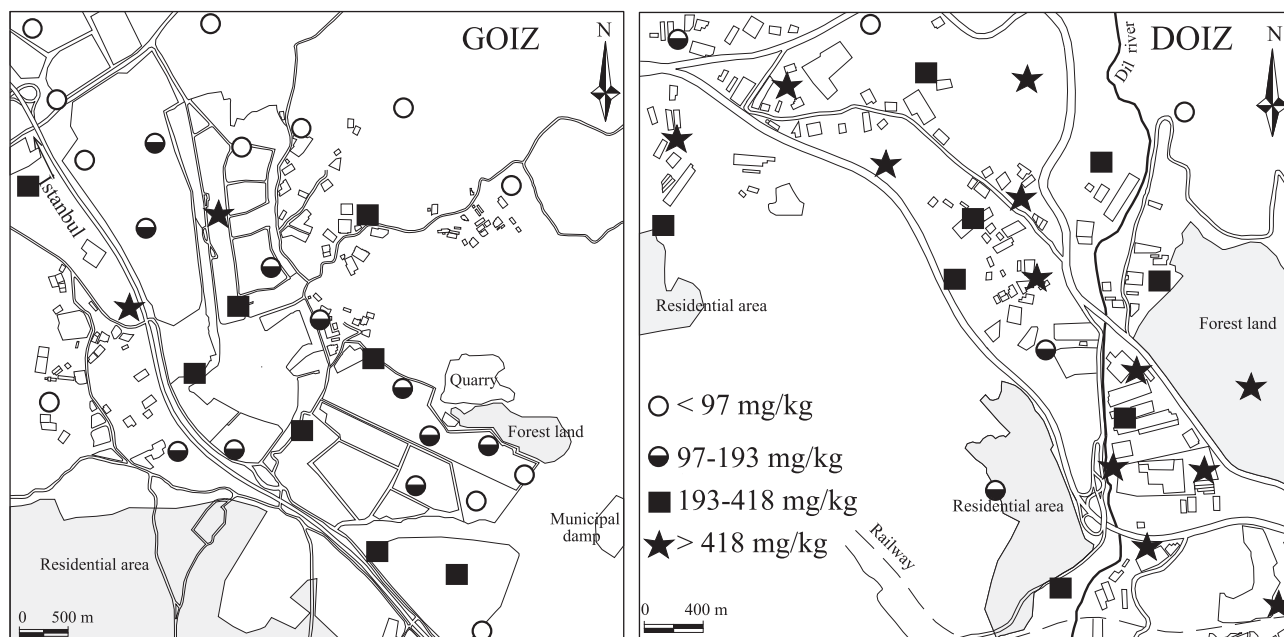 GOIZ
N
İstanbul
Quarry
Forest land
Municipal
damp
Residential area
0 500 m
DOIZ
N
Dil river
Residential area
Forest land
< 97 mg/kg
97-193 mg/kg
193-418 mg/kg
> 418 mg/kg
Residential area
Railway
0 400 m